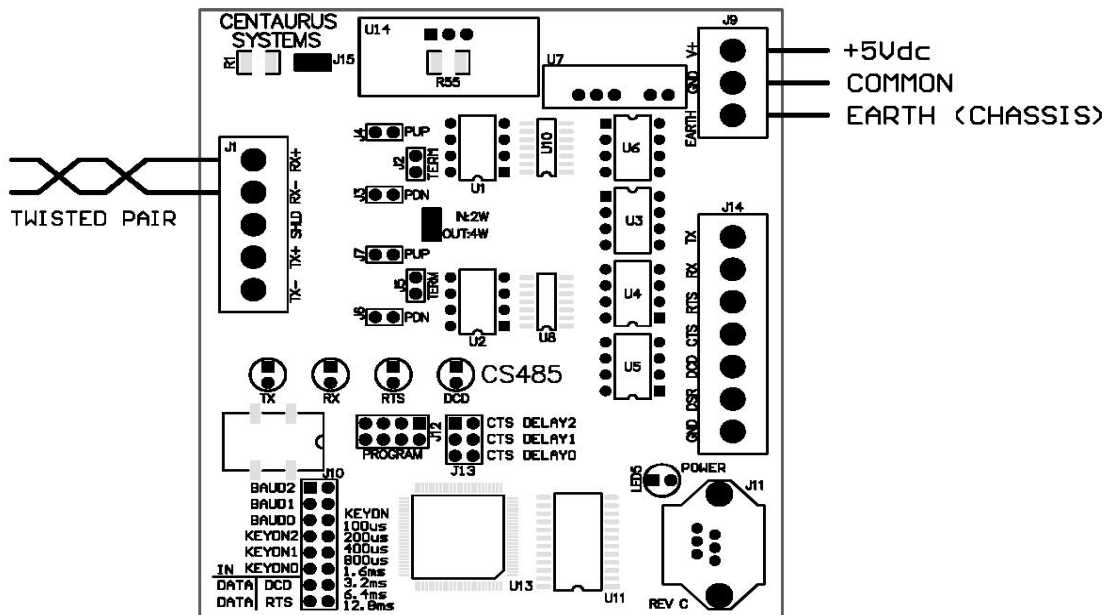 CENTAURUS
SYSTEMS
R1
J15
U14
R55
U7
J9
V+
GND
EARTH
+5Vdc
COMMON
EARTH (CHASSIS)
TWISTED PAIR
J1
RX+
RX-
SHLD
TX+
TX-
J4
PUP
J2
TERM
J3
PDN
IN:2W
OUT:4W
J7
PUP
J5
TERM
J6
PDN
U1
U10
U6
U3
U2
U8
U4
U5
J14
TX
RX
RTS
CTS
DCD
DSR
GND
TX
RX
RTS
DCD
CS485
PROGRAM
J12
CTS DELAY2
CTS DELAY1
CTS DELAY0
J13
J10
BAUD2
BAUD1
BAUD0
KEYDN2
KEYDN1
IN KEYDN0
DATA DCD
DATA RTS
KEYDN
100us
200us
400us
800us
1.6ms
3.2ms
6.4ms
12.8ms
U13
U11
LED5
POWER
J11
REV C